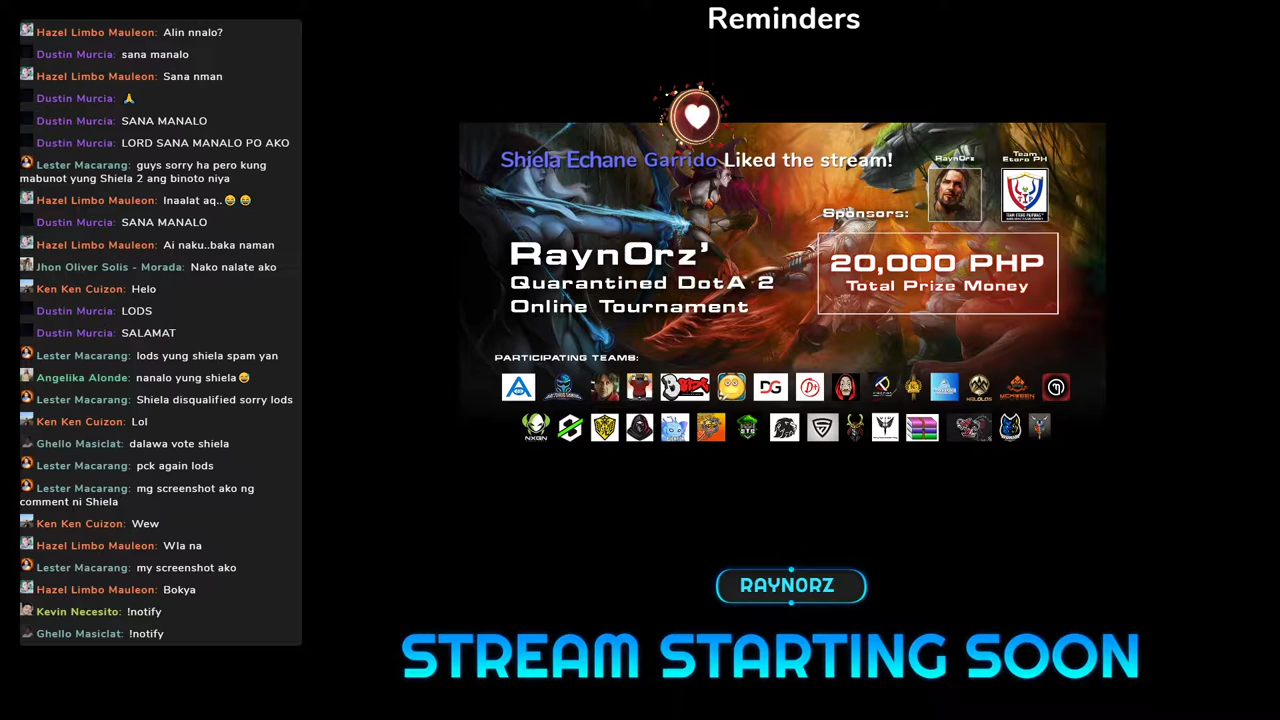 Reminders
Hazel Limbo Mauleon: Alin nnalo?
Dustin Murcia: sana manalo
Hazel Limbo Mauleon: Sana nman
Dustin Murcia: 🙏
Dustin Murcia: SANA MANALO
Dustin Murcia: LORD SANA MANALO PO AKO
Lester Macarang: guys sorry ha pero kung
mabunot yung Shiela 2 ang binoto niya
Hazel Limbo Mauleon: Inaalat aq..😂 😆
Dustin Murcia: SANA MANALO
Hazel Limbo Mauleon: Ai naku..baka naman
Jhon Oliver Solis - Morada: Nako nalate ako
Ken Ken Cuizon: Helo
Dustin Murcia: LODS
Dustin Murcia: SALAMAT
Lester Macarang: lods yung shiela spam yan
Angelika Alonde: nanalo yung shiela😅
Lester Macarang: Shiela disqualified sorry lods
Ken Ken Cuizon: Lol
Ghello Masiclat: dalawa vote shiela
Lester Macarang: pck again lods
Lester Macarang: mg screenshot ako ng
comment ni Shiela
Ken Ken Cuizon: Wew
Hazel Limbo Mauleon: Wla na
Lester Macarang: my screenshot ako
Hazel Limbo Mauleon: Bokya
Kevin Necesito: !notify
Ghello Masiclat: !notify
Shiela Echane Garrido Liked the stream!
RaynOrz
Team
Etoro PH
Sponsors:
RaynOrz'
Quarantined DotA 2
Online Tournament
20,000 PHP
Total Prize Money
PARTICIPATING TEAMS:
DG
D+
NXGN
RAYNORZ
STREAM STARTING SOON